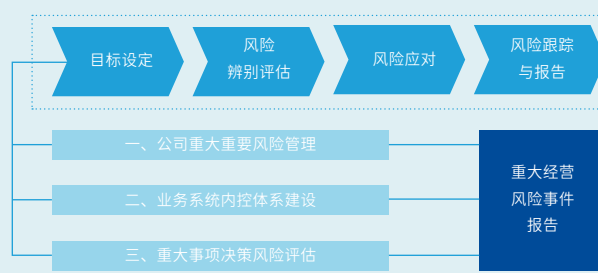 目标设定
风险
辨别评估
风险应对
风险跟踪
与报告
一、公司重大重要风险管理
二、业务系统内控体系建设
三、重大事项决策风险评估
重大经营
风险事件
报告